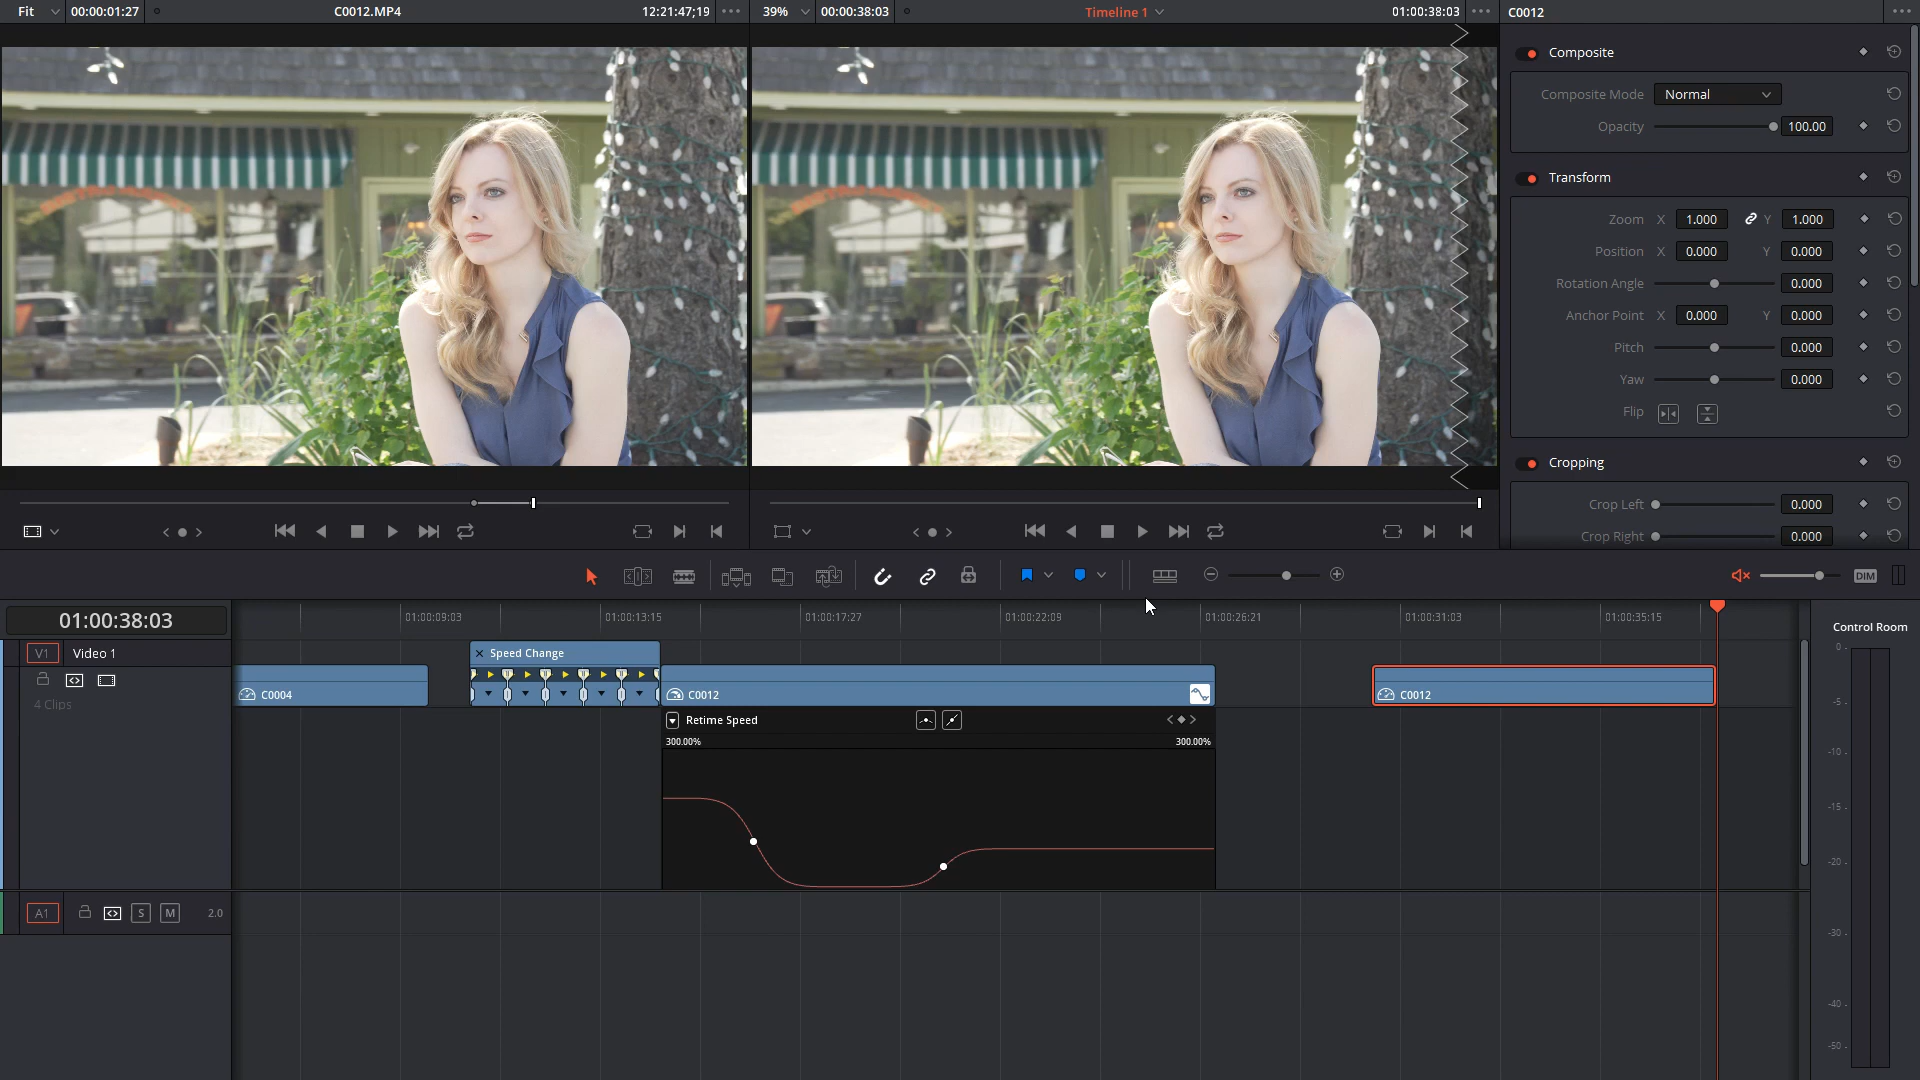 Fit 00:00:01:27 C0012.MP4 12:21:47;19
39% 00:00:38:03 Timeline 1 01:00:38:03
C0012
Composite
Composite Mode Normal
Opacity 100.00
Transform
Zoom X 1.000 Y 1.000
Position X 0.000 Y 0.000
Rotation Angle 0.000
Anchor Point X 0.000 Y 0.000
Pitch 0.000
Yaw 0.000
Flip
Cropping
Crop Left 0.000
Crop Right 0.000
DIM
01:00:38:03
01:00:09:03 01:00:13:15 01:00:17:27 01:00:22:09 01:00:26:21 01:00:31:03 01:00:35:15
Control Room
V1 Video 1
4 Clips
C0004
Speed Change
C0012
C0012
Retime Speed
300.00% 300.00%
A1 S M 2.0
0
-5
-10
-15
-20
-30
-40
-50